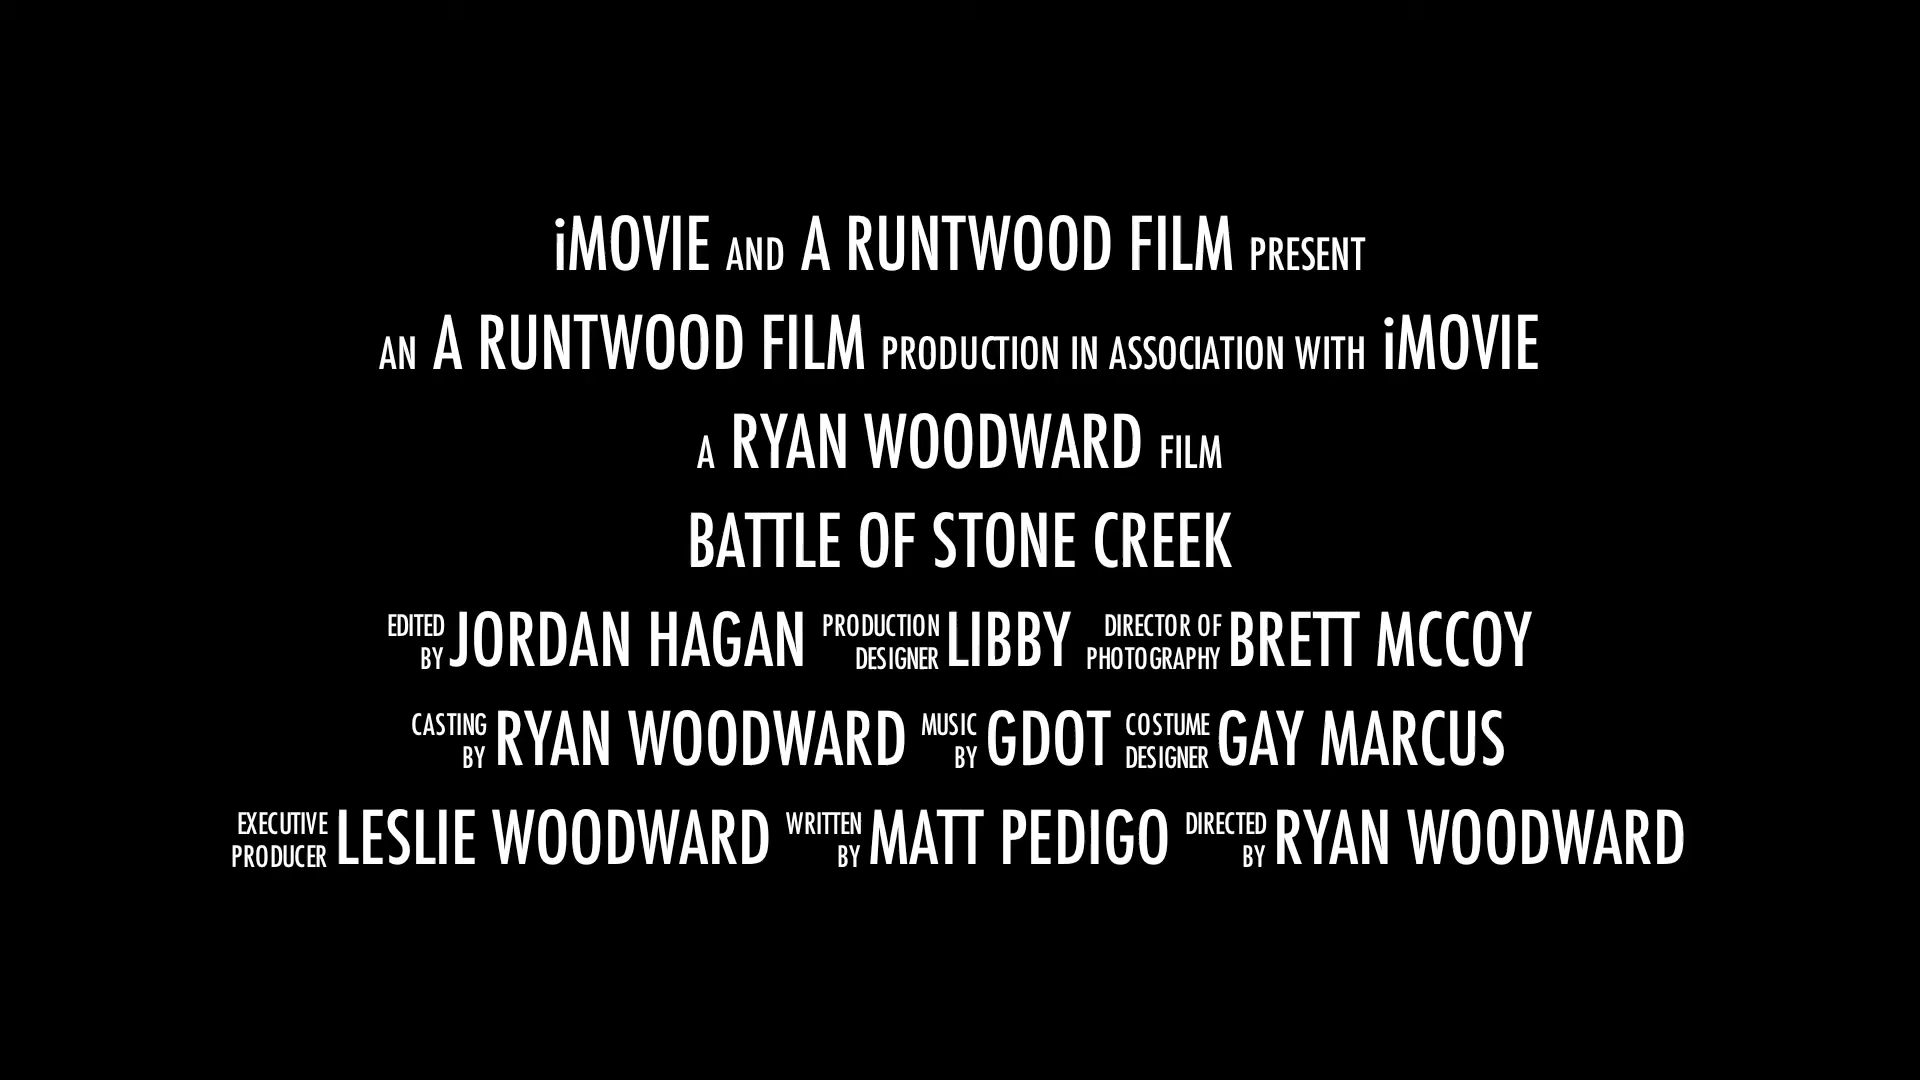 iMOVIE AND A RUNTWOOD FILM PRESENT
AN A RUNTWOOD FILM PRODUCTION IN ASSOCIATION WITH iMOVIE
A RYAN WOODWARD FILM
BATTLE OF STONE CREEK
EDITED BY JORDAN HAGAN PRODUCTION DESIGNER LIBBY DIRECTOR OF PHOTOGRAPHY BRETT MCCOY
CASTING BY RYAN WOODWARD MUSIC BY GDOT COSTUME DESIGNER GAY MARCUS
EXECUTIVE PRODUCER LESLIE WOODWARD WRITTEN BY MATT PEDIGO DIRECTED BY RYAN WOODWARD